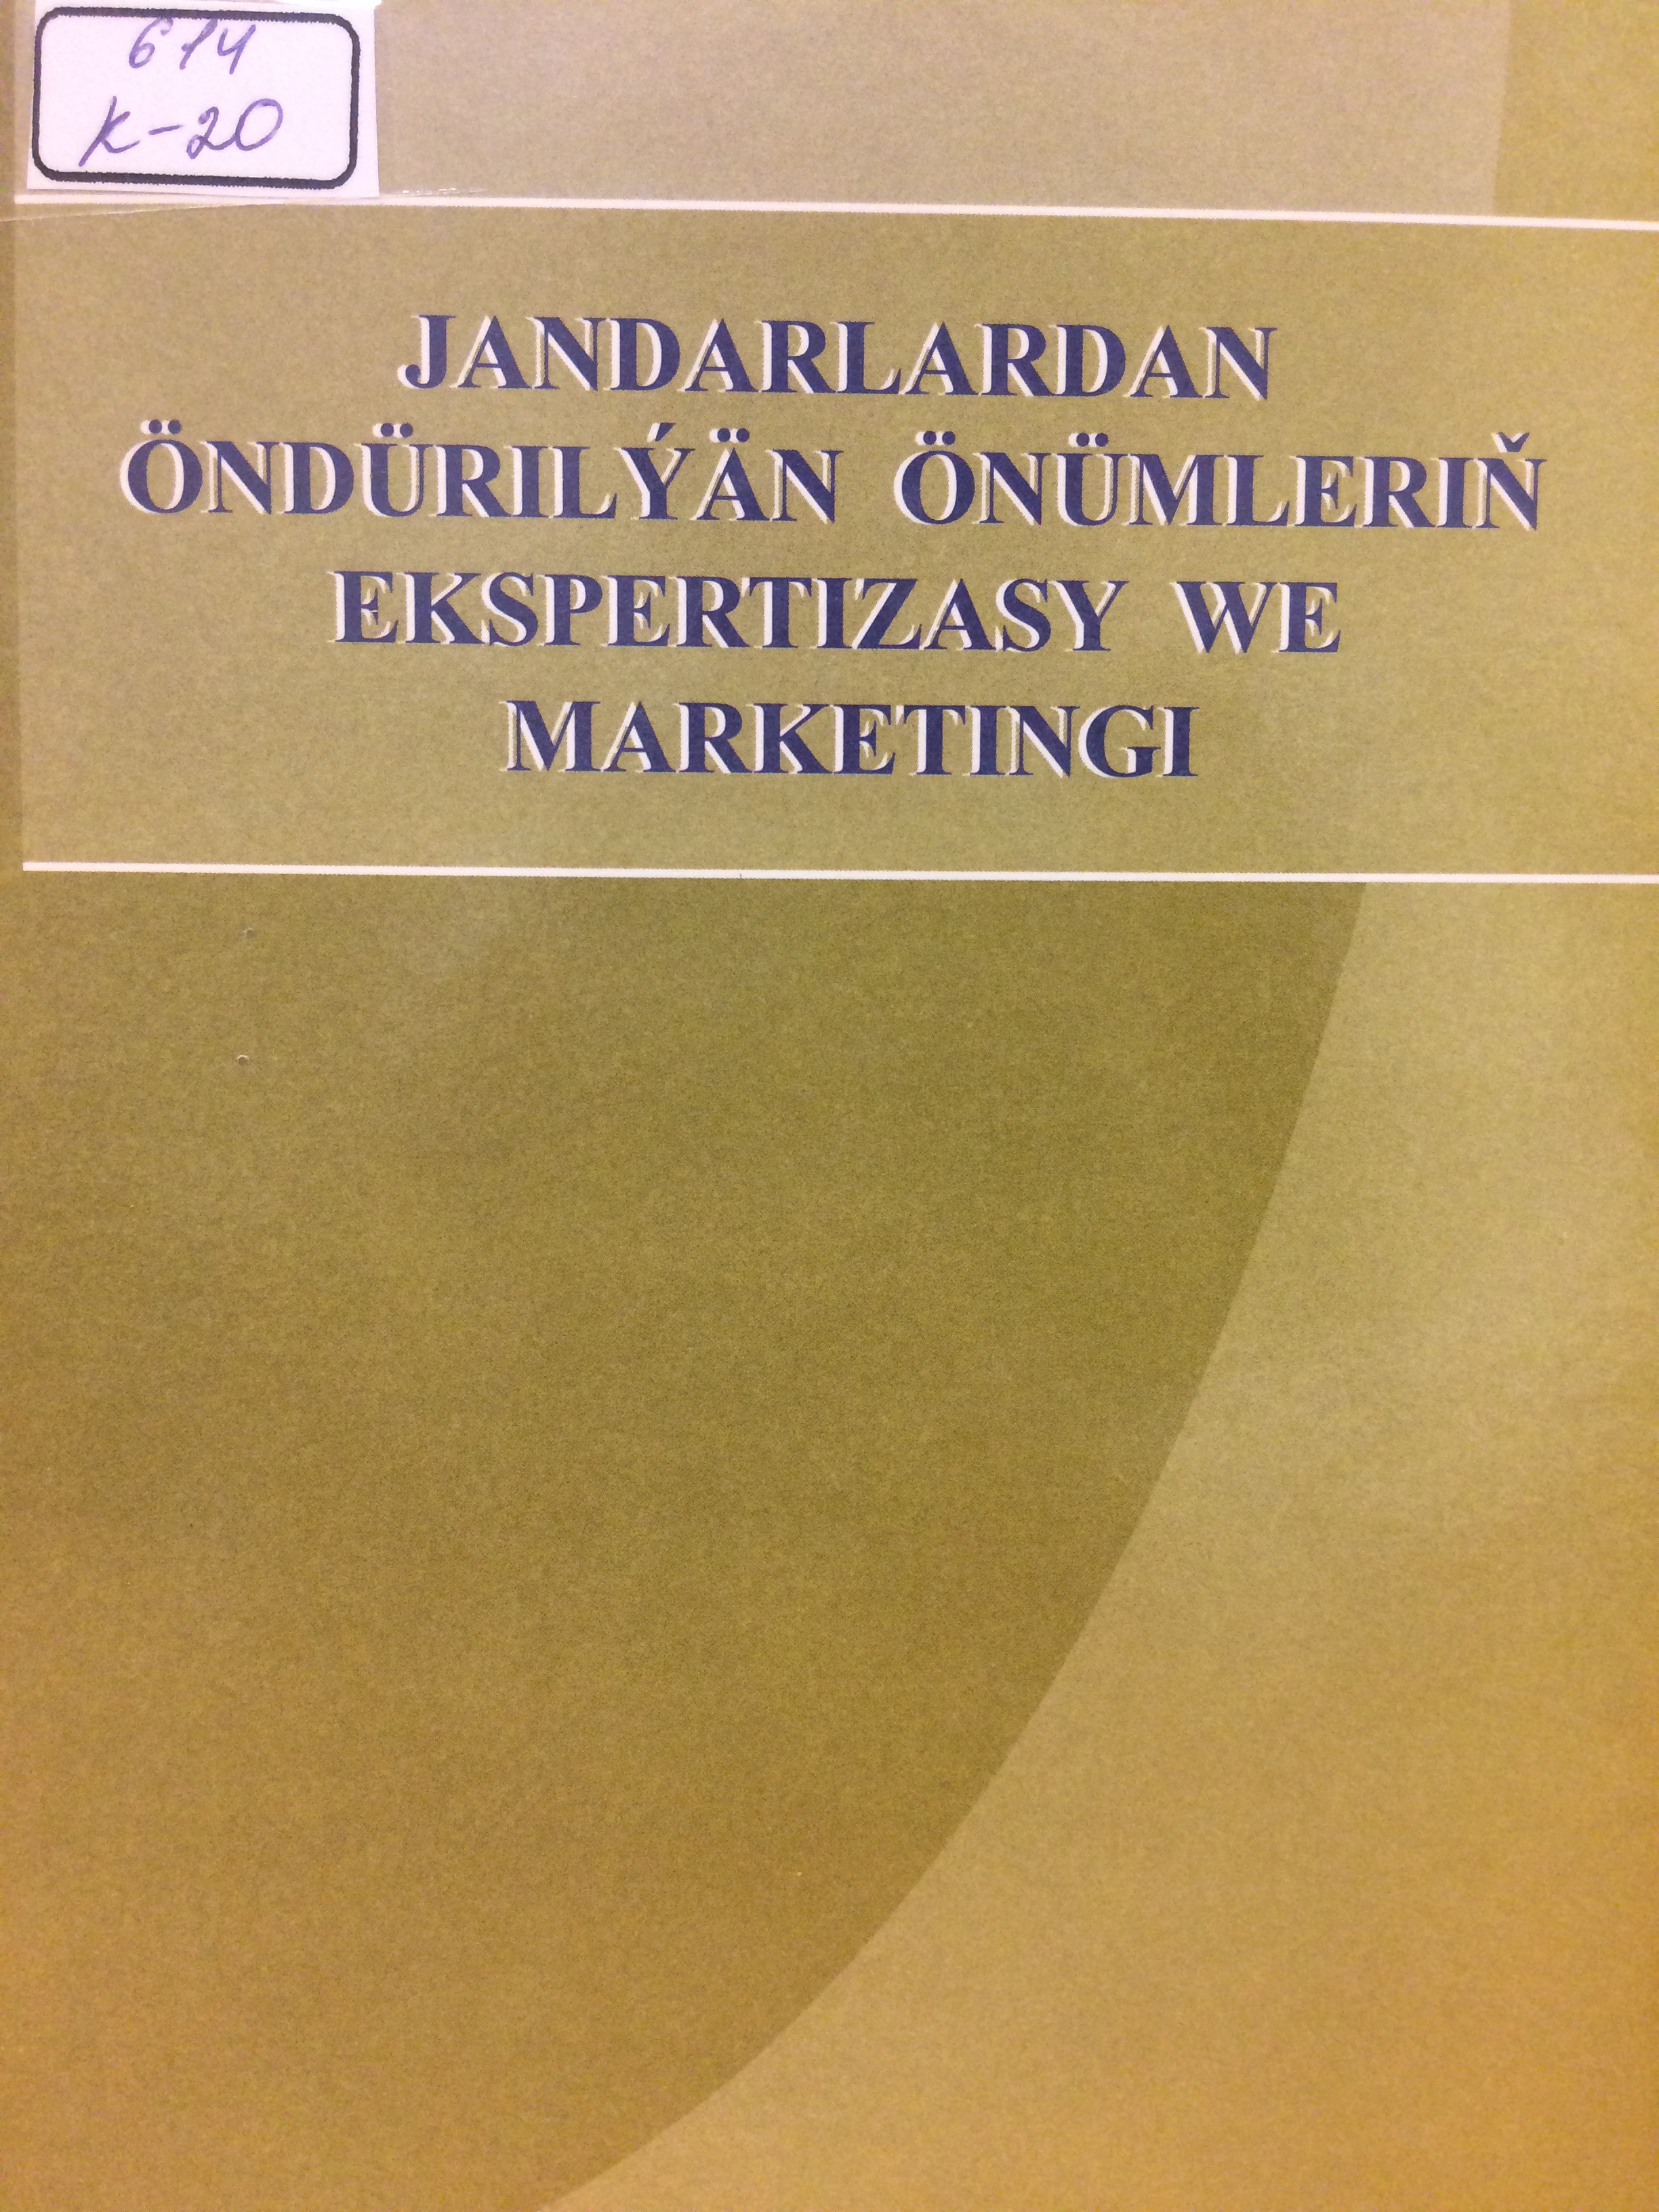 614
K-20
JANDARLARDAN
ÖNDÜRILÝÄN ÖNÜMLERIŇ
EKSPERTIZASY WE
MARKETINGI